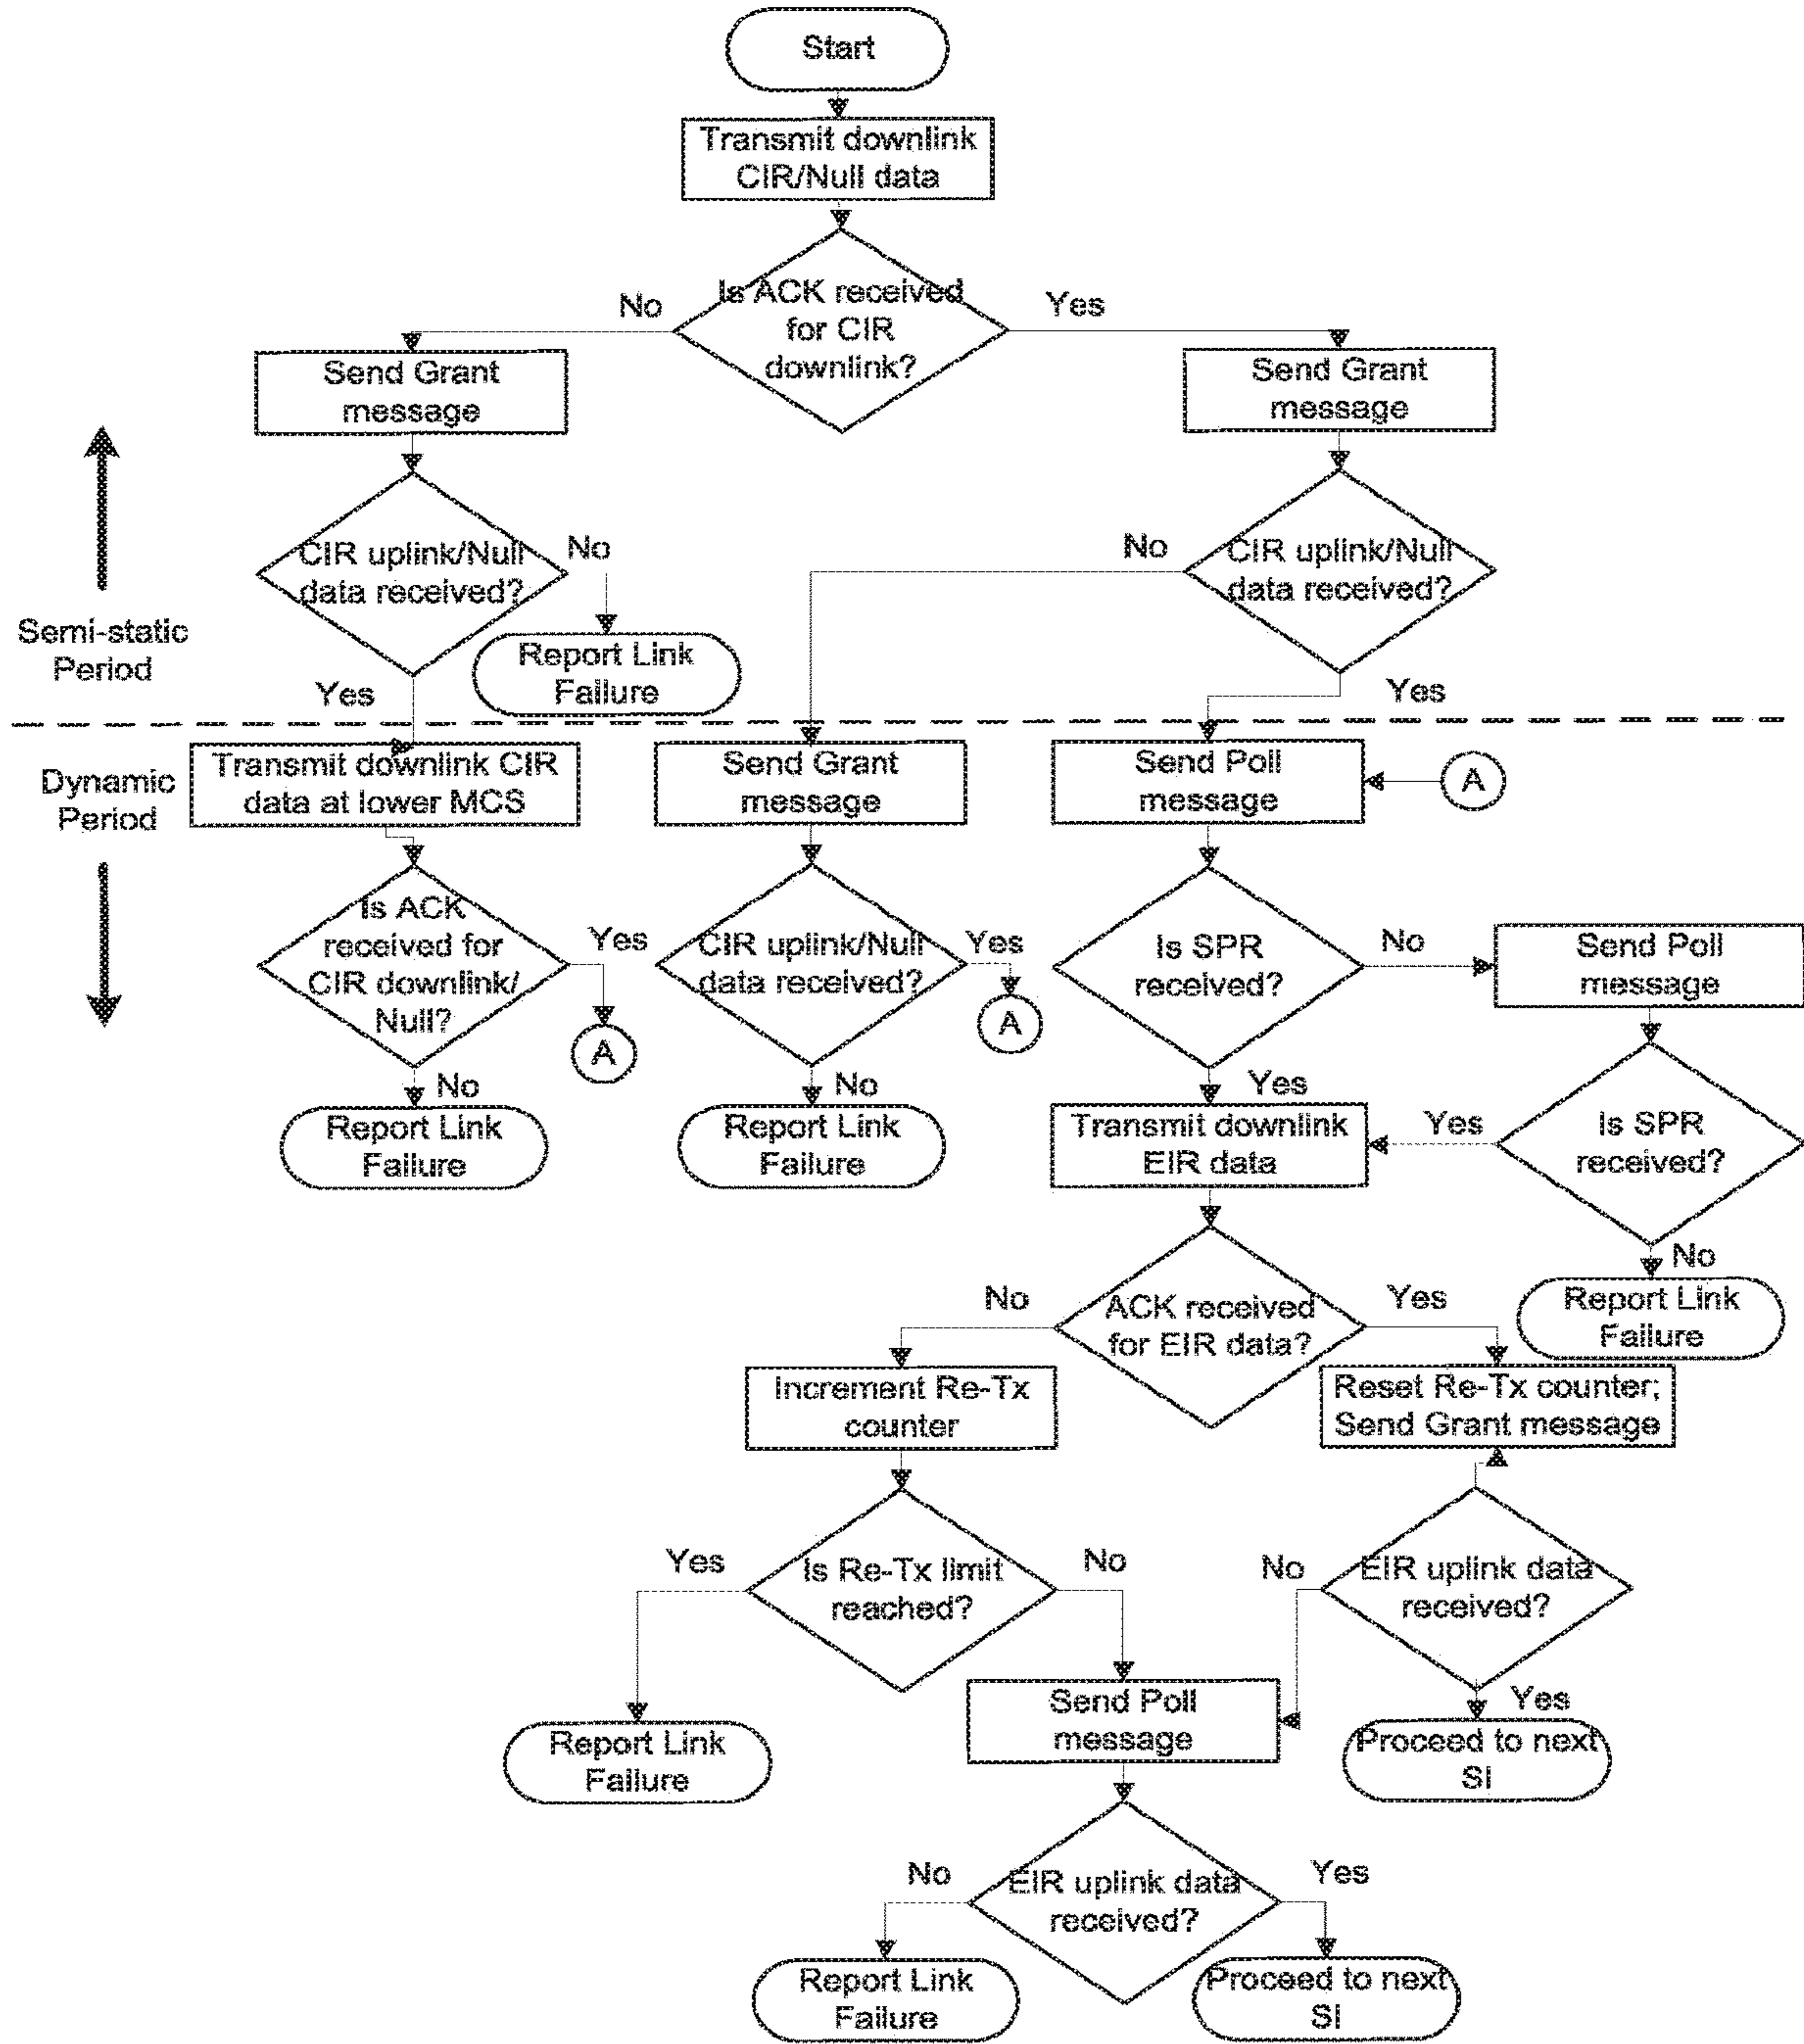 Start
Transmit downlink
CIR/Null data
Is ACK received
for CIR
downlink?
No
Yes
Send Grant
message
Send Grant
message
CIR uplink/Null
data received?
No
No
CIR uplink/Null
data received?
Semi-static
Period
Report Link
Failure
Yes
Yes
Dynamic
Period
Transmit downlink CIR
data at lower MCS
Send Grant
message
Send Poll
message
A
Is ACK
received for
CIR downlink/
Null?
Yes
CIR uplink/Null
data received?
Yes
Is SPR
received?
No
Send Poll
message
A
A
No
Report Link
Failure
No
Report Link
Failure
Yes
Transmit downlink
EIR data
Yes
Is SPR
received?
No
Report Link
Failure
No
ACK received
for EIR data?
Yes
Increment Re-Tx
counter
Reset Re-Tx counter;
Send Grant message
Yes
Is Re-Tx limit
reached?
No
No
EIR uplink data
received?
Yes
Report Link
Failure
Send Poll
message
Proceed to next
SI
No
EIR uplink data
received?
Yes
Report Link
Failure
Proceed to next
SI